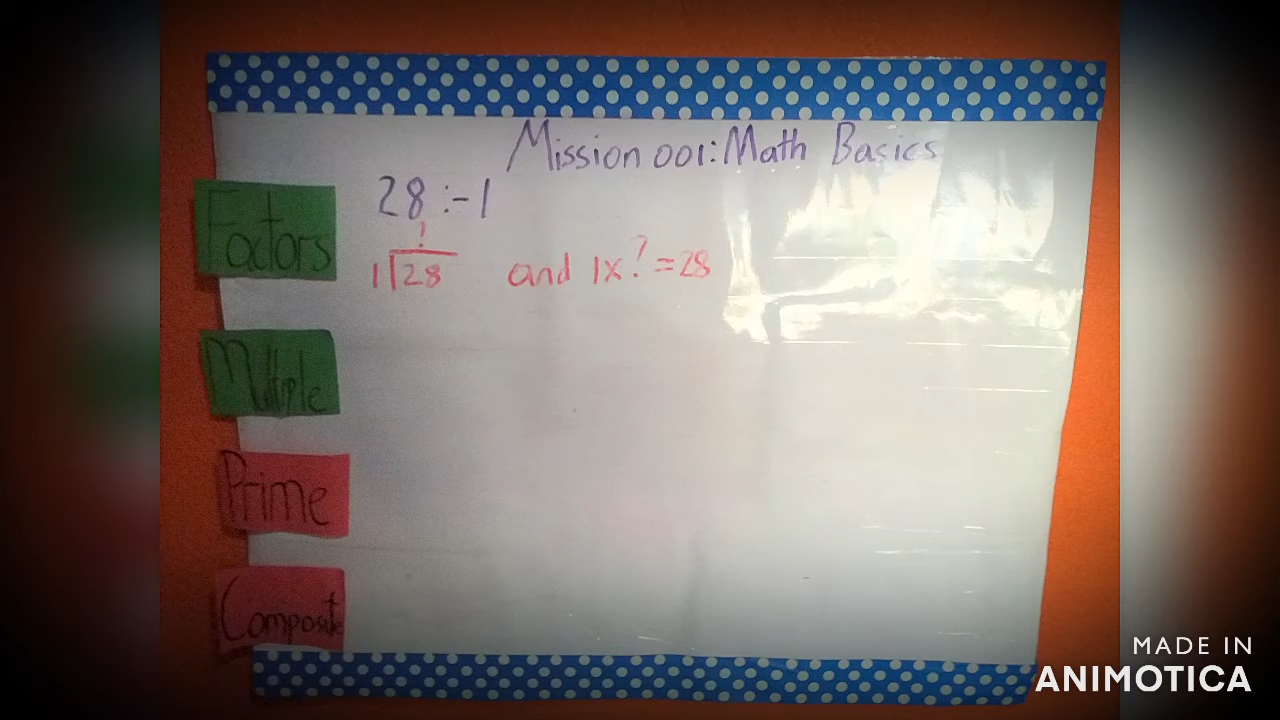 Mission 001: Math Basics
28 :- 1
Factors
?
1 28 and 1x ? = 28
Multiple
Prime
Composite
MADE IN
ANIMOTICA